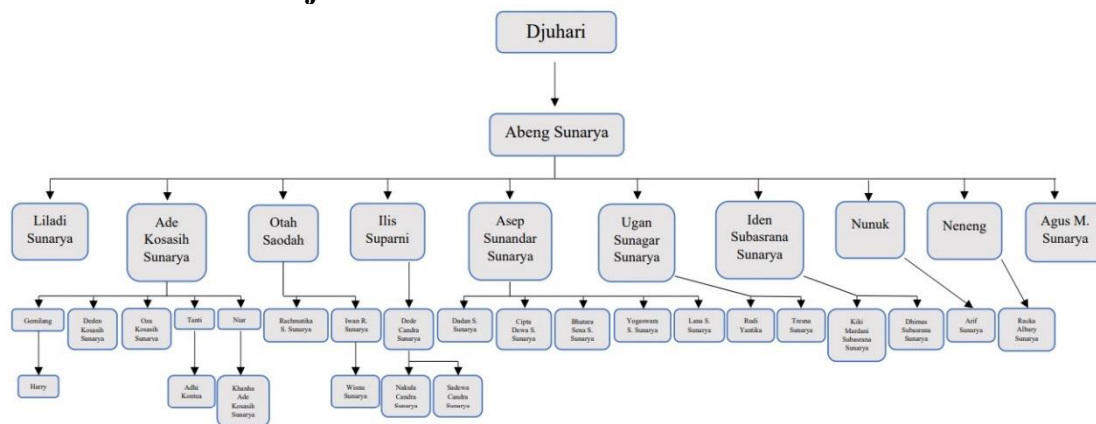 Djuhari
Abeng Sunarya
Liladi
Sunarya
Ade
Kosasih
Sunarya
Otah
Saodah
Ilis
Suparni
Asep
Sunandar
Sunarya
Ugan
Sunagar
Sunarya
Iden
Subasrana
Sunarya
Nunuk
Neneng
Agus M.
Sunarya
Gemilang
Deden
Kosasih
Sunarya
Kosasih
Sunarya
Tanti
Niar
Rachmatika
S. Sunarya
Iwan R.
Sunarya
Dede
Candra
Sunarya
Dadan S.
Sunarya
Cipta
Dewa S.
Sunarya
Bhatara
Sena S.
Sunarya
Yogaswara
S. Sunarya
Lana S.
Sunarya
Rudi
Yantika
Sunarya
Kiki
Mardani
Subasrana
Sunarya
Dhimas
Subasrana
Sunarya
Arif
Sunarya
Racka
Albary
Sunarya
Harry
Adhi
Kontea
Khanha
Ade
Kosasih
Sunarya
Wisnu
Sunarya
Nakula
Candra
Sunarya
Sadewa
Candra
Sunarya